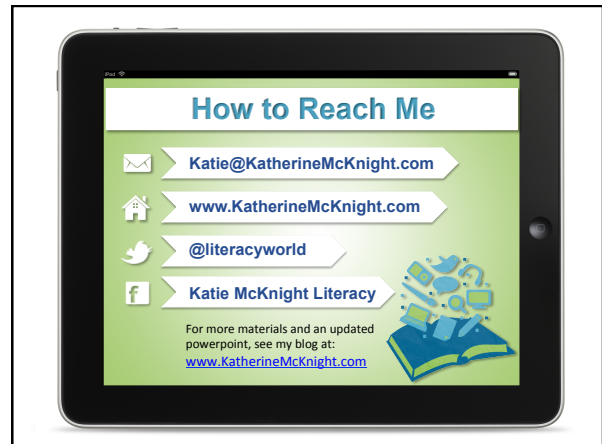 iPad
How to Reach Me
Katie@KatherineMcKnight.com
www.KatherineMcKnight.com
@literacyworld
f
Katie McKnight Literacy
For more materials and an updated
powerpoint, see my blog at:
www.KatherineMcKnight.com